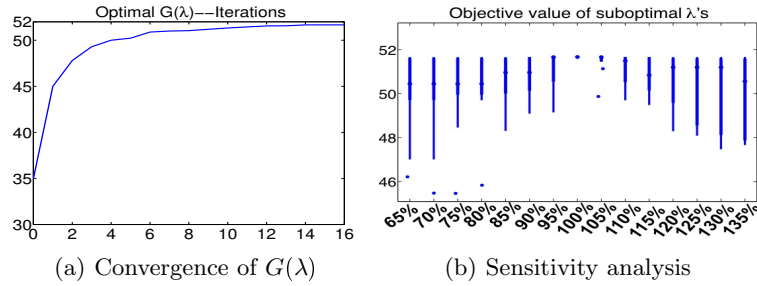 Optimal G(λ)−−Iterations
55
50
45
40
35
30
0 2 4 6 8 10 12 14 16
(a) Convergence of G(λ)
Objective value of suboptimal λ's
52
50
48
46
65% 70% 75% 80% 85% 90% 95% 100% 105% 110% 115% 120% 125% 130% 135%
(b) Sensitivity analysis